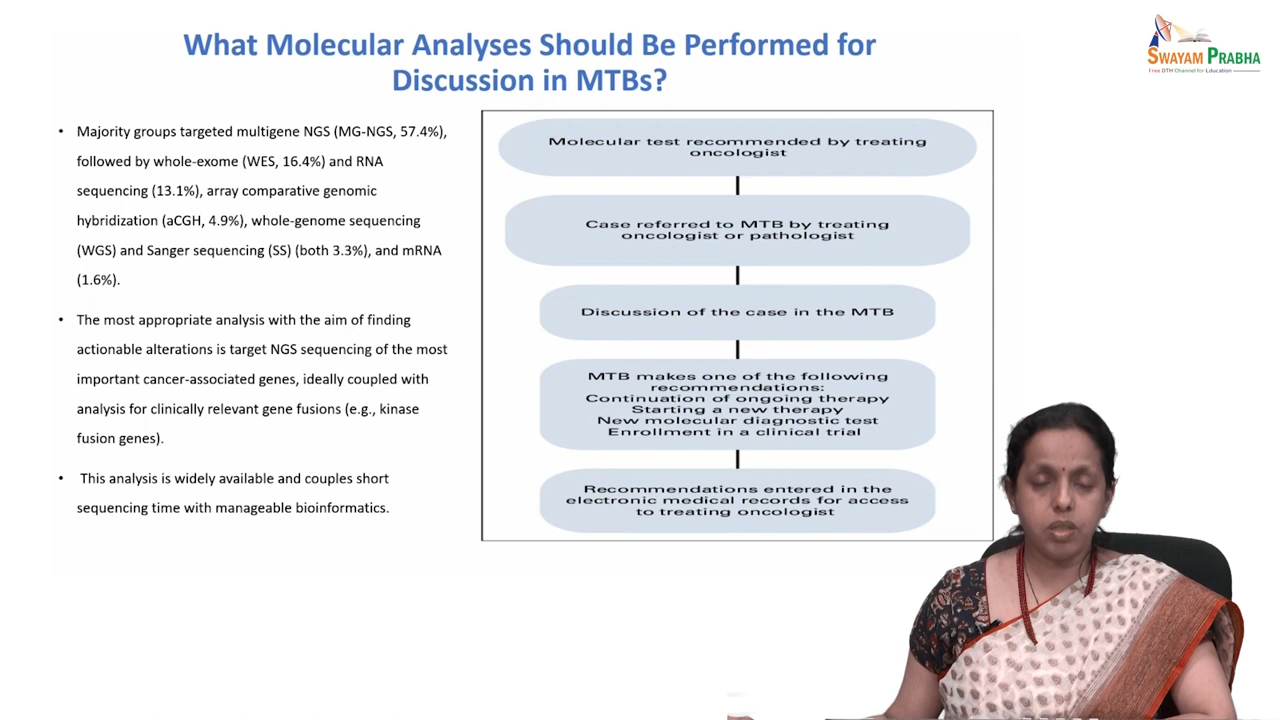 What Molecular Analyses Should Be Performed for
Discussion in MTBs?
SWAYAM PRABHA
Free DTH Channel for Education
• Majority groups targeted multigene NGS (MG-NGS, 57.4%),
followed by whole-exome (WES, 16.4%) and RNA
sequencing (13.1%), array comparative genomic
hybridization (aCGH, 4.9%), whole-genome sequencing
(WGS) and Sanger sequencing (SS) (both 3.3%), and mRNA
(1.6%).
• The most appropriate analysis with the aim of finding
actionable alterations is target NGS sequencing of the most
important cancer-associated genes, ideally coupled with
analysis for clinically relevant gene fusions (e.g., kinase
fusion genes).
• This analysis is widely available and couples short
sequencing time with manageable bioinformatics.
Molecular test recommended by treating
oncologist
Case referred to MTB by treating
oncologist or pathologist
Discussion of the case in the MTB
MTB makes one of the following
recommendations:
Continuation of ongoing therapy
Starting a new therapy
New molecular diagnostic test
Enrollment in a clinical trial
Recommendations entered in the
electronic medical records for access
to treating oncologist